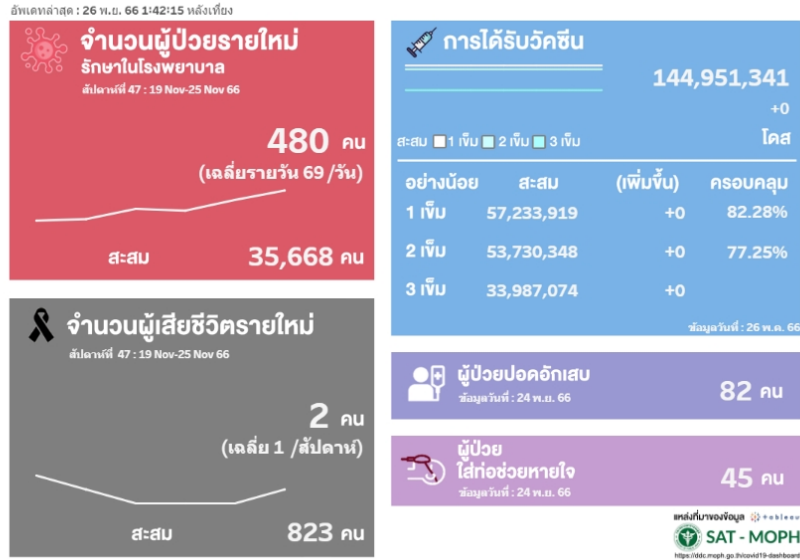 อัพเดทล่าสุด : 26 พ.ย. 66 1:42:15 หลังเที่ยง
จำนวนผู้ป่วยรายใหม่
รักษาในโรงพยาบาล
สัปดาห์ที่ 47 : 19 Nov-25 Nov 66
480 คน
(เฉลี่ยรายวัน 69 /วัน)
สะสม 35,668 คน
จำนวนผู้เสียชีวิตรายใหม่
สัปดาห์ที่ 47 : 19 Nov-25 Nov 66
2 คน
(เฉลี่ย 1 /สัปดาห์)
สะสม 823 คน
การได้รับวัคซีน
144,951,341
+0
โดส
สะสม 1 เข็ม 2 เข็ม 3 เข็ม
อย่างน้อย สะสม (เพิ่มขึ้น) ครอบคลุม
1 เข็ม 57,233,919 +0 82.28%
2 เข็ม 53,730,348 +0 77.25%
3 เข็ม 33,987,074 +0
ข้อมูลวันที่ : 26 พ.ค. 66
ผู้ป่วยปอดอักเสบ
ข้อมูลวันที่ : 24 พ.ย. 66
82 คน
ผู้ป่วย
ใส่ท่อช่วยหายใจ
ข้อมูลวันที่ : 24 พ.ย. 66
45 คน
แหล่งที่มาของข้อมูล +ableau
SAT - MOPH
https://ddc.moph.go.th/covid19-dashboard